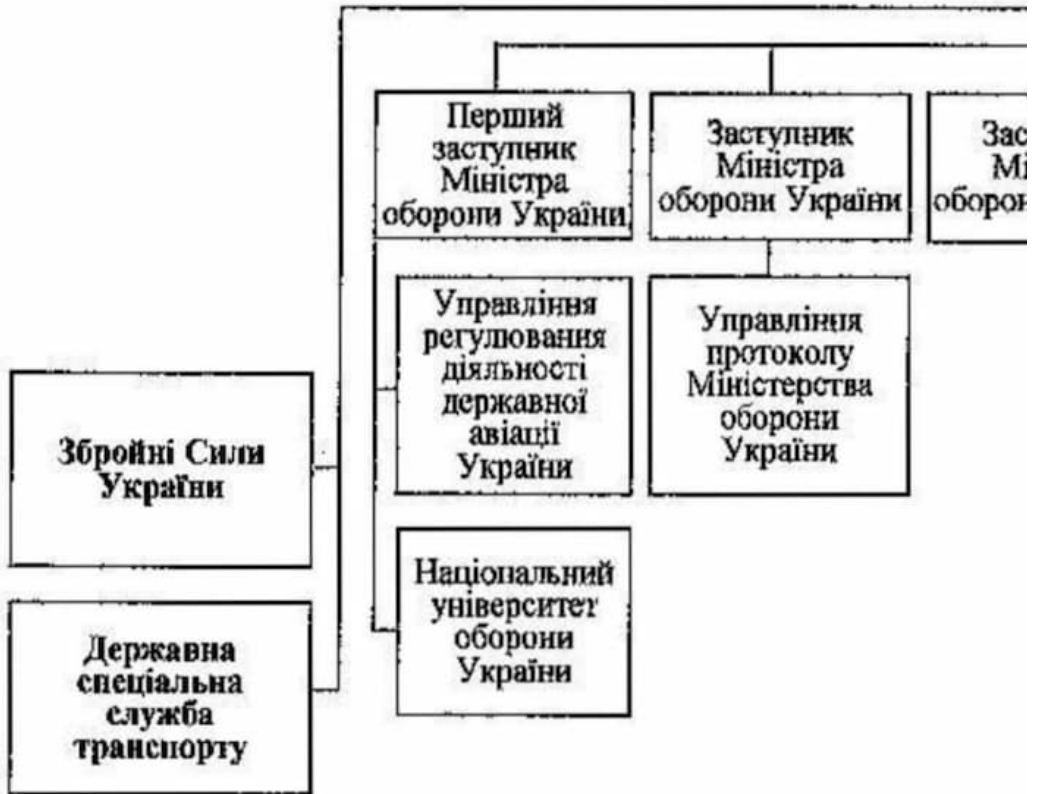 Перший
заступник
Міністра
оборони України
Заступник
Міністра
оборони України
Управління
регулювання
діяльності
державної
авіації
України
Управління
протоколу
Міністерства
оборони
України
Збройні Сили
України
Національний
університет
оборони
України
Державна
спеціальна
служба
транспорту